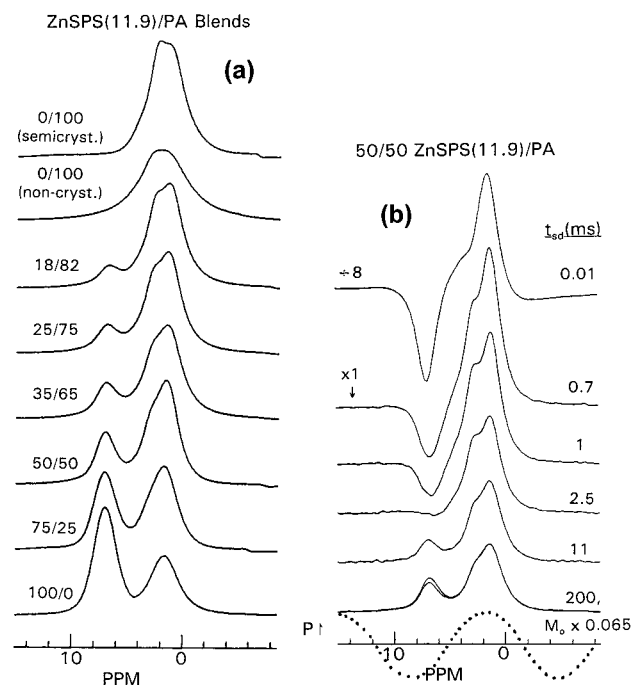 ZnSPS(11.9)/PA Blends
(a)
0/100
(semicryst.)
0/100
(non-cryst.)
18/82
25/75
35/65
50/50
75/25
100/0
10
0
PPM
50/50 ZnSPS(11.9)/PA
(b)
t_sd(ms)
÷8
0.01
x1
0.7
1
2.5
11
200,
M_o x 0.065
10
0
PPM